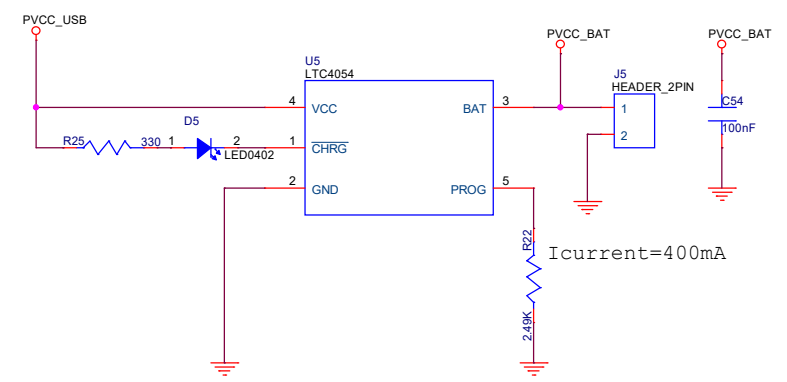 PVCC_USB
PVCC_BAT
PVCC_BAT
U5
LTC4054
J5
HEADER_2PIN
4
VCC
BAT
3
1
C54
D5
R25
330
1
2
1
CHRG
LED0402
2
100nF
2
GND
PROG
5
R22
Icurrent=400mA
2.49K